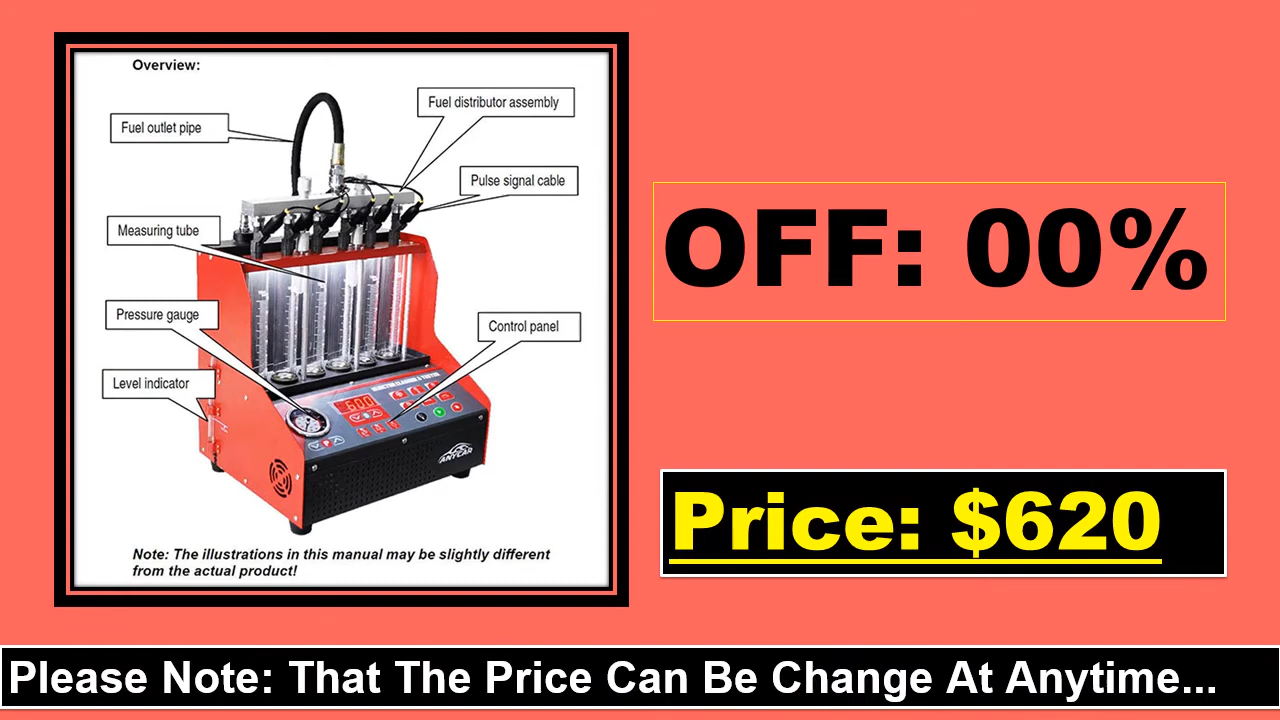 Overview:
Fuel distributor assembly
Fuel outlet pipe
Pulse signal cable
Measuring tube
Pressure gauge
Control panel
Level indicator
600
ANYCAR
Note: The illustrations in this manual may be slightly different
from the actual product!
OFF: 00%
Price: $620
Please Note: That The Price Can Be Change At Anytime...